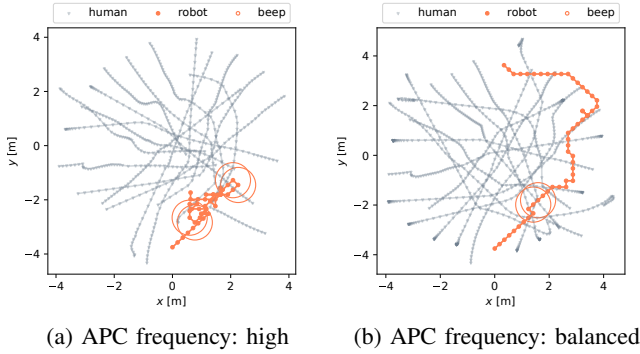 human robot beep
human robot beep
4
2
0
−2
−4
y [m]
−4 −2 0 2 4
x [m]
4
2
0
−2
−4
y [m]
−4 −2 0 2 4
x [m]
(a) APC frequency: high
(b) APC frequency: balanced